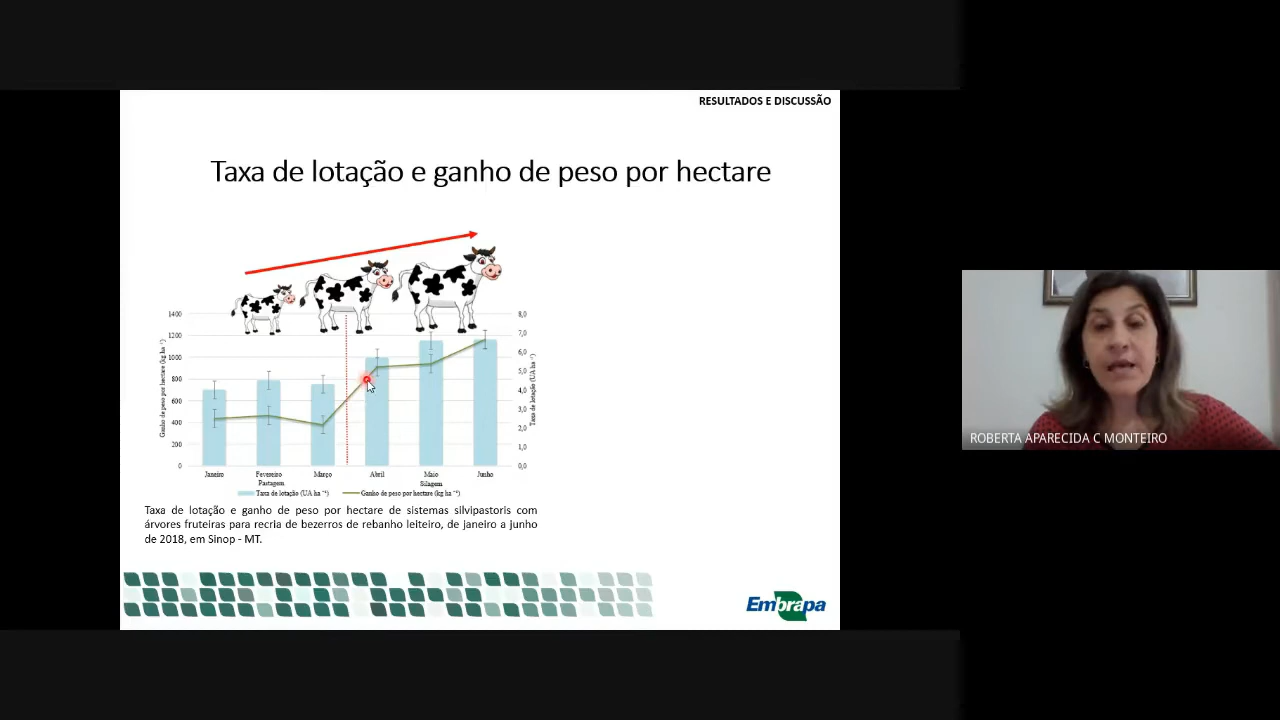 RESULTADOS E DISCUSSÃO
Taxa de lotação e ganho de peso por hectare
1400
1200
1000
800
600
400
200
0
Ganho de peso por hectare (kg ha⁻¹)
8,0
7,0
6,0
5,0
4,0
3,0
2,0
1,0
0,0
Taxa de lotação (UA ha⁻¹)
Janeiro Fevereiro Março Abril Maio Junho
Pastagem Silagem
Taxa de lotação (UA ha⁻¹) Ganho de peso por hectare (kg ha⁻¹)
Taxa de lotação e ganho de peso por hectare de sistemas silvipastoris com
árvores fruteiras para recria de bezerros de rebanho leiteiro, de janeiro a junho
de 2018, em Sinop - MT.
Embrapa
ROBERTA APARECIDA C MONTEIRO